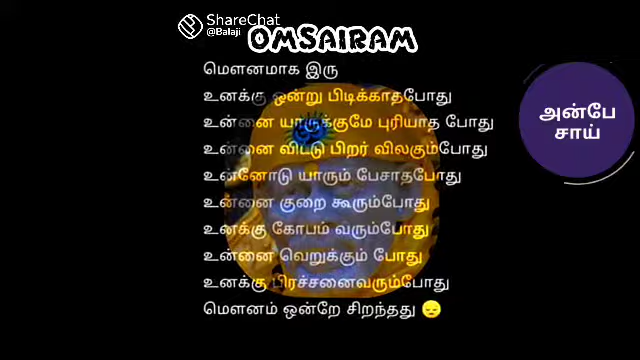 ShareChat
@Balaji
OMSAIRAM
மௌனமாக இரு
உனக்கு ஒன்று பிடிக்காதபோது
உன்னை யாருக்குமே புரியாத போது
உன்னை விட்டு பிறர் விலகும்போது
உன்னோடு யாரும் பேசாதபோது
உன்னை குறை கூரும்போது
உனக்கு கோபம் வரும்போது
உன்னை வெறுக்கும் போது
உனக்கு பிரச்சனைவரும்போது
மௌனம் ஒன்றே சிறந்தது 😔
அன்பே
சாய்